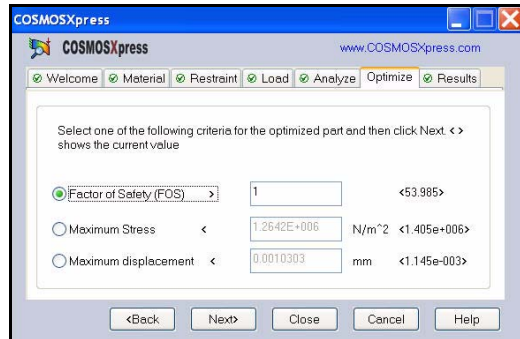 COSMOSXpress
COSMOSXpress www.COSMOSXpress.com
Welcome Material Restraint Load Analyze Optimize Results
Select one of the following criteria for the optimized part and then click Next. < >
shows the current value
Factor of Safety (FOS) > 1 <53.985>
Maximum Stress < 1.2642E+006 N/m^2 <1.405e+006>
Maximum displacement < 0.0010303 mm <1.145e-003>
<Back Next> Close Cancel Help